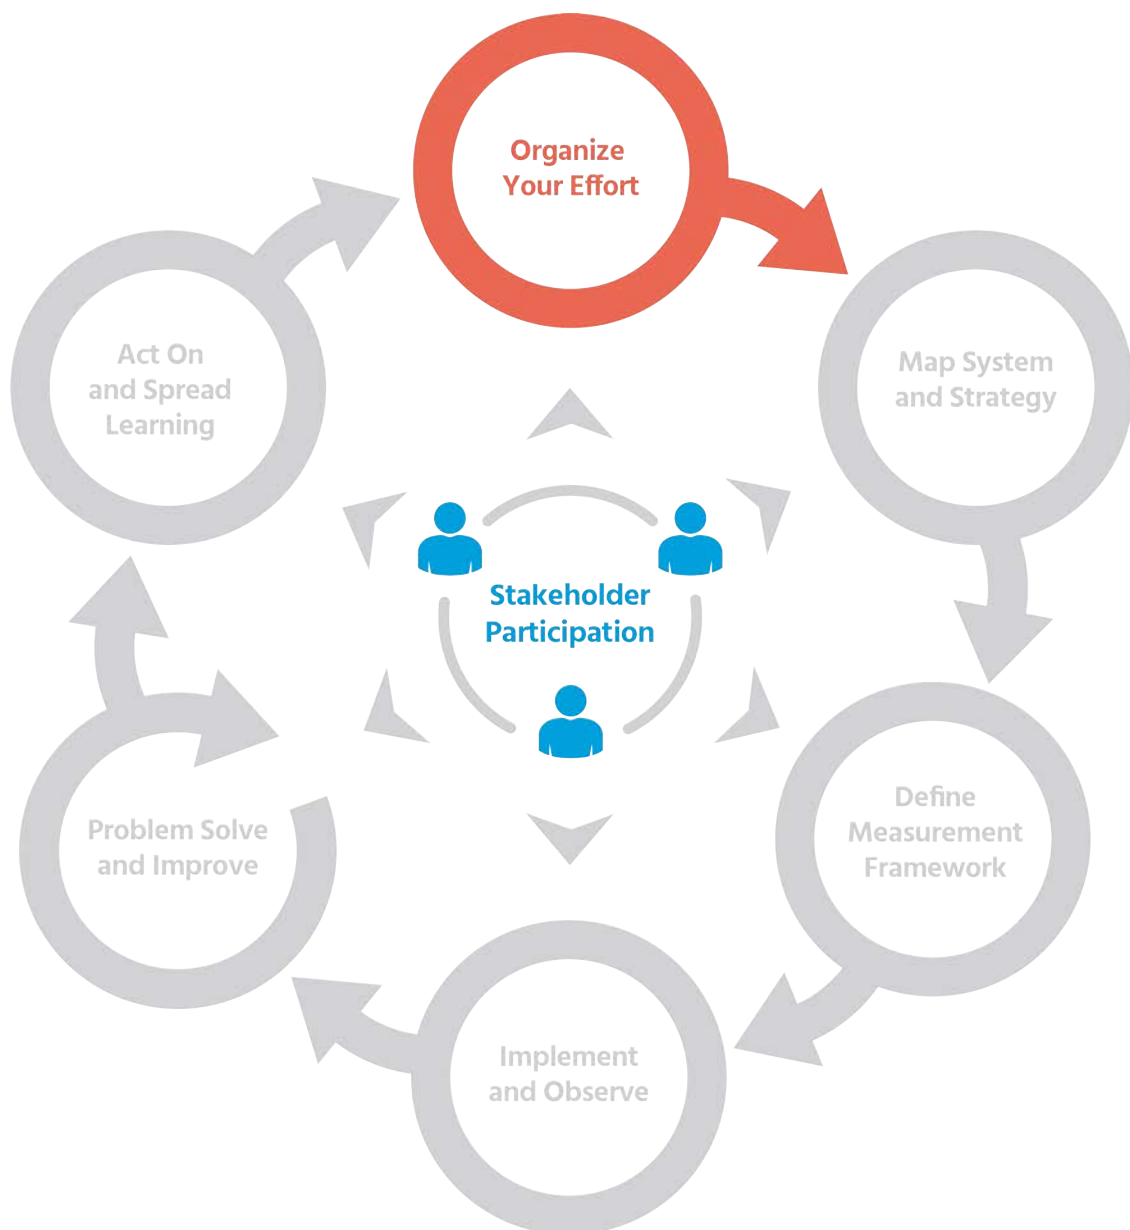 Organize
Your Effort
Map System
and Strategy
Define
Measurement
Framework
Implement
and Observe
Problem Solve
and Improve
Act On
and Spread
Learning
Stakeholder
Participation